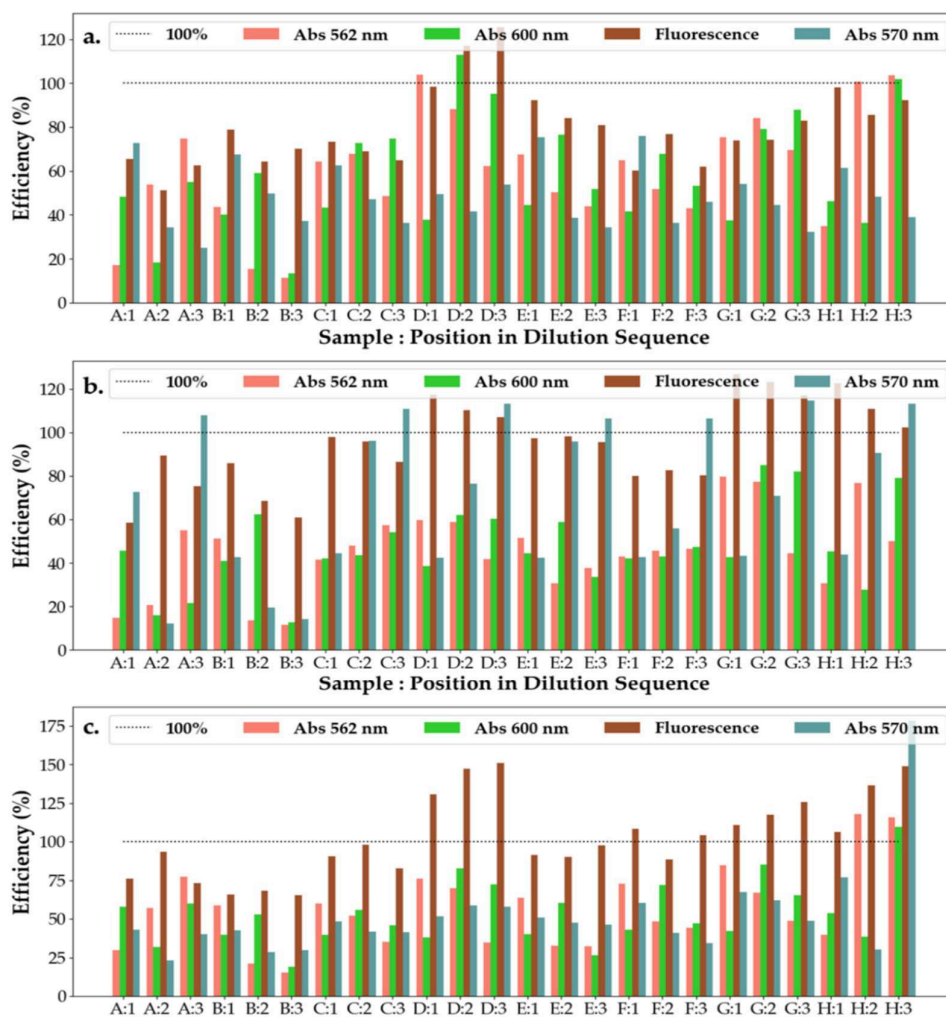 a. 100% Abs 562 nm Abs 600 nm Fluorescence Abs 570 nm
120
100
80
60
40
20
0
Efficiency (%)
A:1 A:2 A:3 B:1 B:2 B:3 C:1 C:2 C:3 D:1 D:2 D:3 E:1 E:2 E:3 F:1 F:2 F:3 G:1 G:2 G:3 H:1 H:2 H:3
Sample : Position in Dilution Sequence
b. 100% Abs 562 nm Abs 600 nm Fluorescence Abs 570 nm
120
100
80
60
40
20
0
Efficiency (%)
A:1 A:2 A:3 B:1 B:2 B:3 C:1 C:2 C:3 D:1 D:2 D:3 E:1 E:2 E:3 F:1 F:2 F:3 G:1 G:2 G:3 H:1 H:2 H:3
Sample : Position in Dilution Sequence
c. 100% Abs 562 nm Abs 600 nm Fluorescence Abs 570 nm
175
150
125
100
75
50
25
0
Efficiency (%)
A:1 A:2 A:3 B:1 B:2 B:3 C:1 C:2 C:3 D:1 D:2 D:3 E:1 E:2 E:3 F:1 F:2 F:3 G:1 G:2 G:3 H:1 H:2 H:3